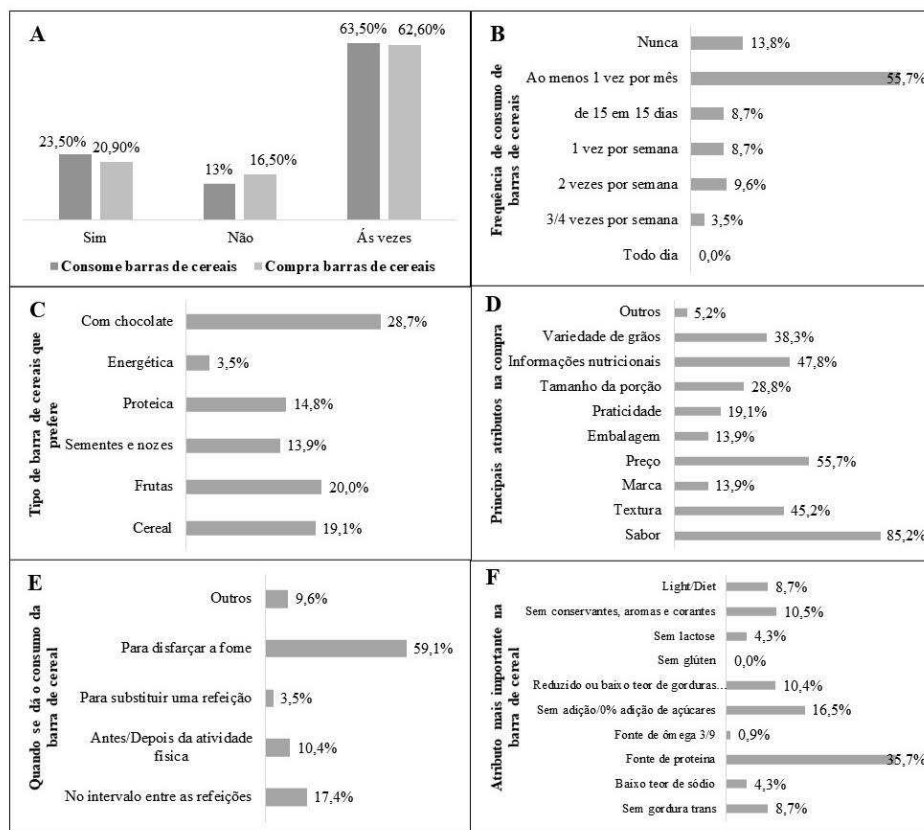 A
63,50% 62,60%
23,50% 20,90%
13% 16,50%
Sim Não Ás vezes
Consome barras de cereais Compra barras de cereais
B
Frequência de consumo de
barras de cereais
Nunca 13,8%
Ao menos 1 vez por mês 55,7%
de 15 em 15 dias 8,7%
1 vez por semana 8,7%
2 vezes por semana 9,6%
3/4 vezes por semana 3,5%
Todo dia 0,0%
C
Tipo de barra de cereais que
prefere
Com chocolate 28,7%
Energética 3,5%
Proteica 14,8%
Sementes e nozes 13,9%
Frutas 20,0%
Cereal 19,1%
D
Principais atributos na compra
Outros 5,2%
Variedade de grãos 38,3%
Informações nutricionais 47,8%
Tamanho da porção 28,8%
Praticidade 19,1%
Embalagem 13,9%
Preço 55,7%
Marca 13,9%
Textura 45,2%
Sabor 85,2%
E
Quando se dá o consumo da
barra de cereal
Outros 9,6%
Para disfarçar a fome 59,1%
Para substituir uma refeição 3,5%
Antes/Depois da atividade
física 10,4%
No intervalo entre as refeições 17,4%
F
Atributo mais importante na
barra de cereal
Light/Diet 8,7%
Sem conservantes, aromas e corantes 10,5%
Sem lactose 4,3%
Sem glúten 0,0%
Reduzido ou baixo teor de gorduras... 10,4%
Sem adição/0% adição de açúcares 16,5%
Fonte de ômega 3/9 0,9%
Fonte de proteína 35,7%
Baixo teor de sódio 4,3%
Sem gordura trans 8,7%